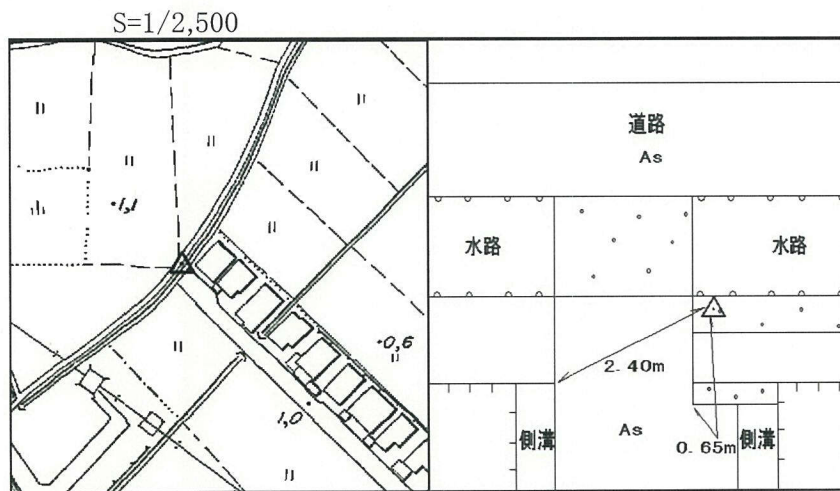 S=1/2,500
・1,1
・0,6
1,0
道路
As
水路
水路
2.40m
側溝
As
側溝
0.65m